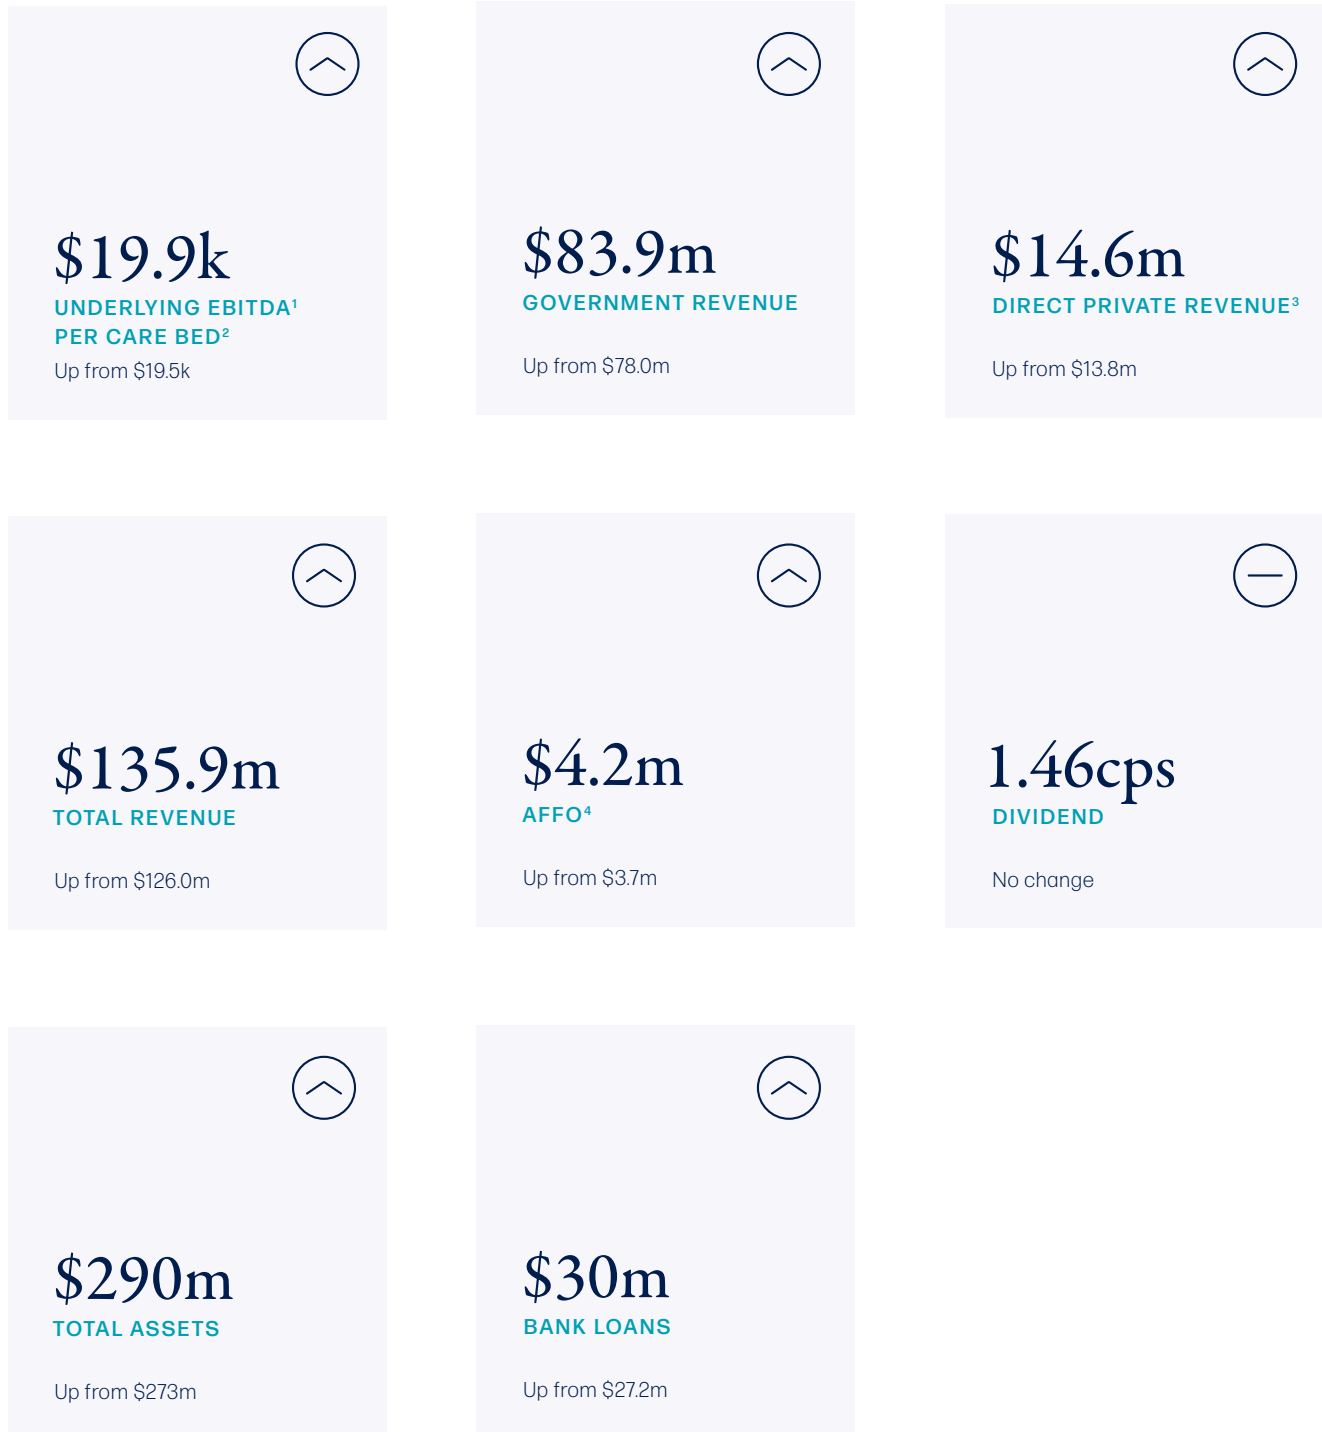 $19.9k
UNDERLYING EBITDA¹
PER CARE BED²
Up from $19.5k
$83.9m
GOVERNMENT REVENUE
Up from $78.0m
$14.6m
DIRECT PRIVATE REVENUE³
Up from $13.8m
$135.9m
TOTAL REVENUE
Up from $126.0m
$4.2m
AFFO⁴
Up from $3.7m
1.46cps
DIVIDEND
No change
$290m
TOTAL ASSETS
Up from $273m
$30m
BANK LOANS
Up from $27.2m